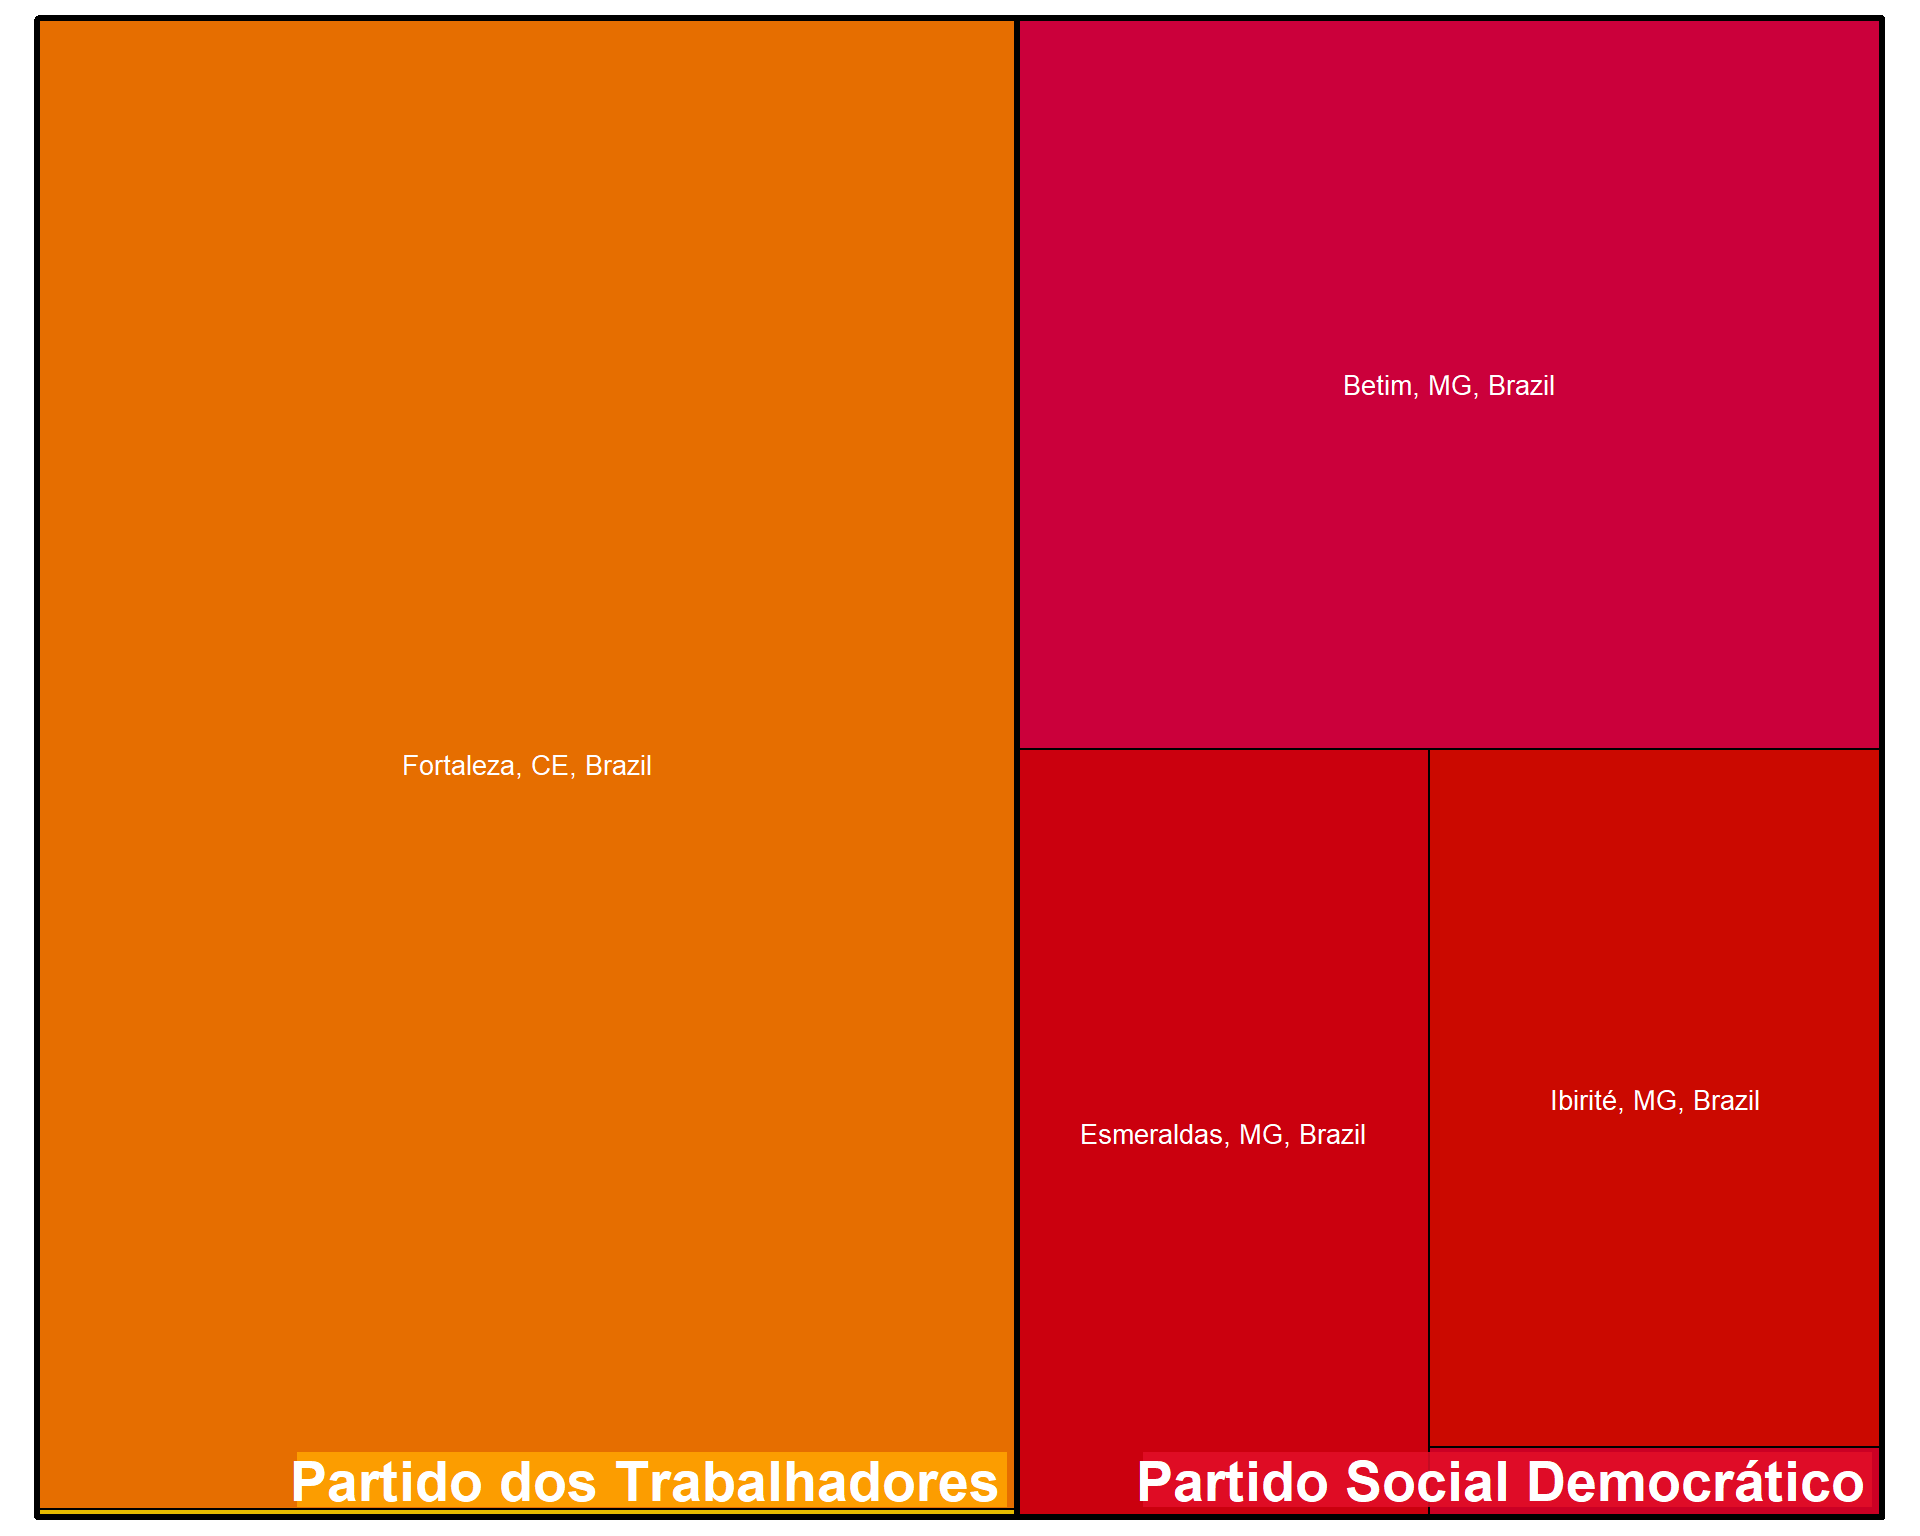 Fortaleza, CE, Brazil
Partido dos Trabalhadores
Betim, MG, Brazil
Esmeraldas, MG, Brazil
Ibirité, MG, Brazil
Partido Social Democrático